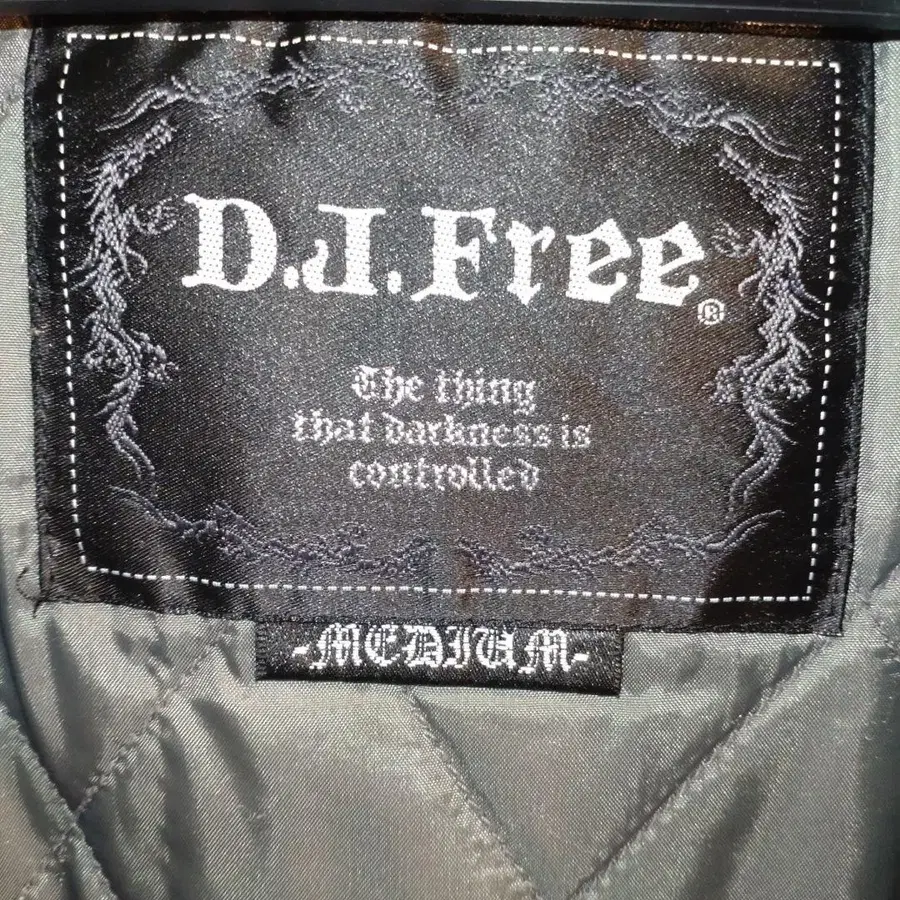 D.J.Free®
The thing
that darkness is
controlled
-MEDIUM-